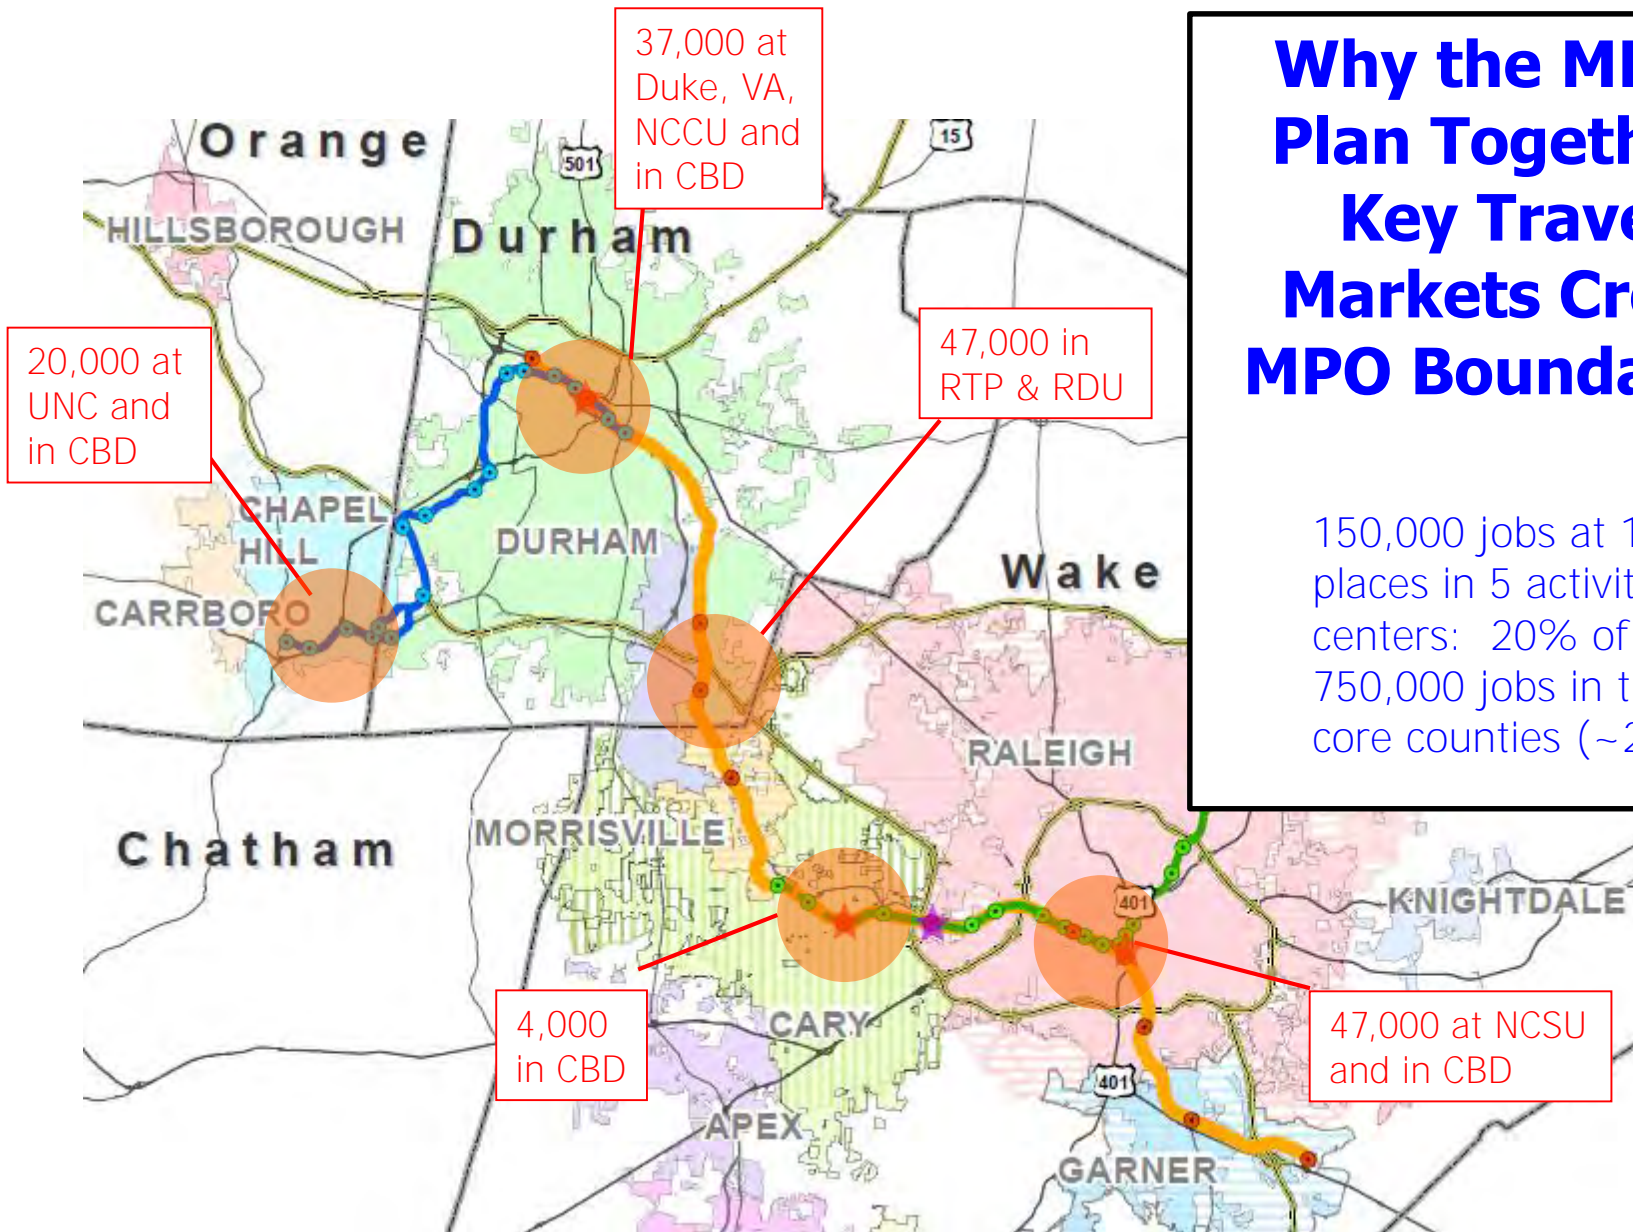 37,000 at
Duke, VA,
NCCU and
in CBD
Why the
Plan Togeth
Key Trave
Markets Cr
MPO Bounda
Orange
501
15
HILLSBOROUGH
Durham
20,000 at
UNC and
in CBD
47,000 in
RTP & RDU
CHAPEL
HILL
DURHAM
CARRBORO
Wake
150,000 jobs at 1
places in 5 activit
centers: 20% of
750,000 jobs in t
core counties (~2
RALEIGH
MORRISVILLE
Chatham
401
KNIGHTDALE
4,000
in CBD
CARY
47,000 at NCSU
and in CBD
401
APEX
GARNER